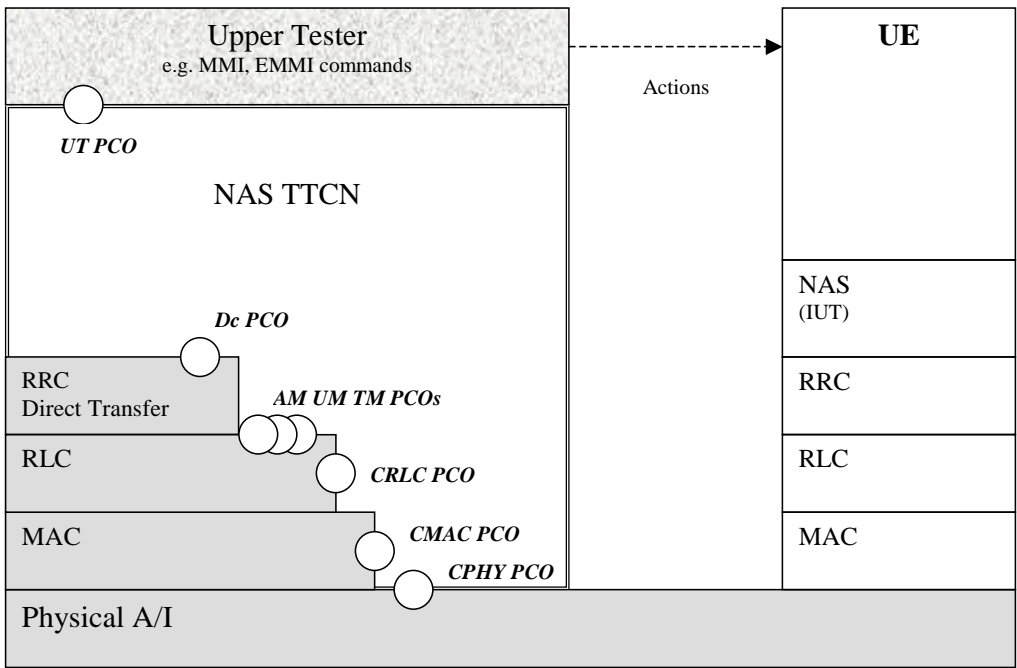 Upper Tester
e.g. MMI, EMMI commands
UE
Actions
UT PCO
NAS TTCN
NAS
(IUT)
Dc PCO
RRC
Direct Transfer
RRC
AM UM TM PCOs
RLC
RLC
CRLC PCO
MAC
CMAC PCO
MAC
CPHY PCO
Physical A/I